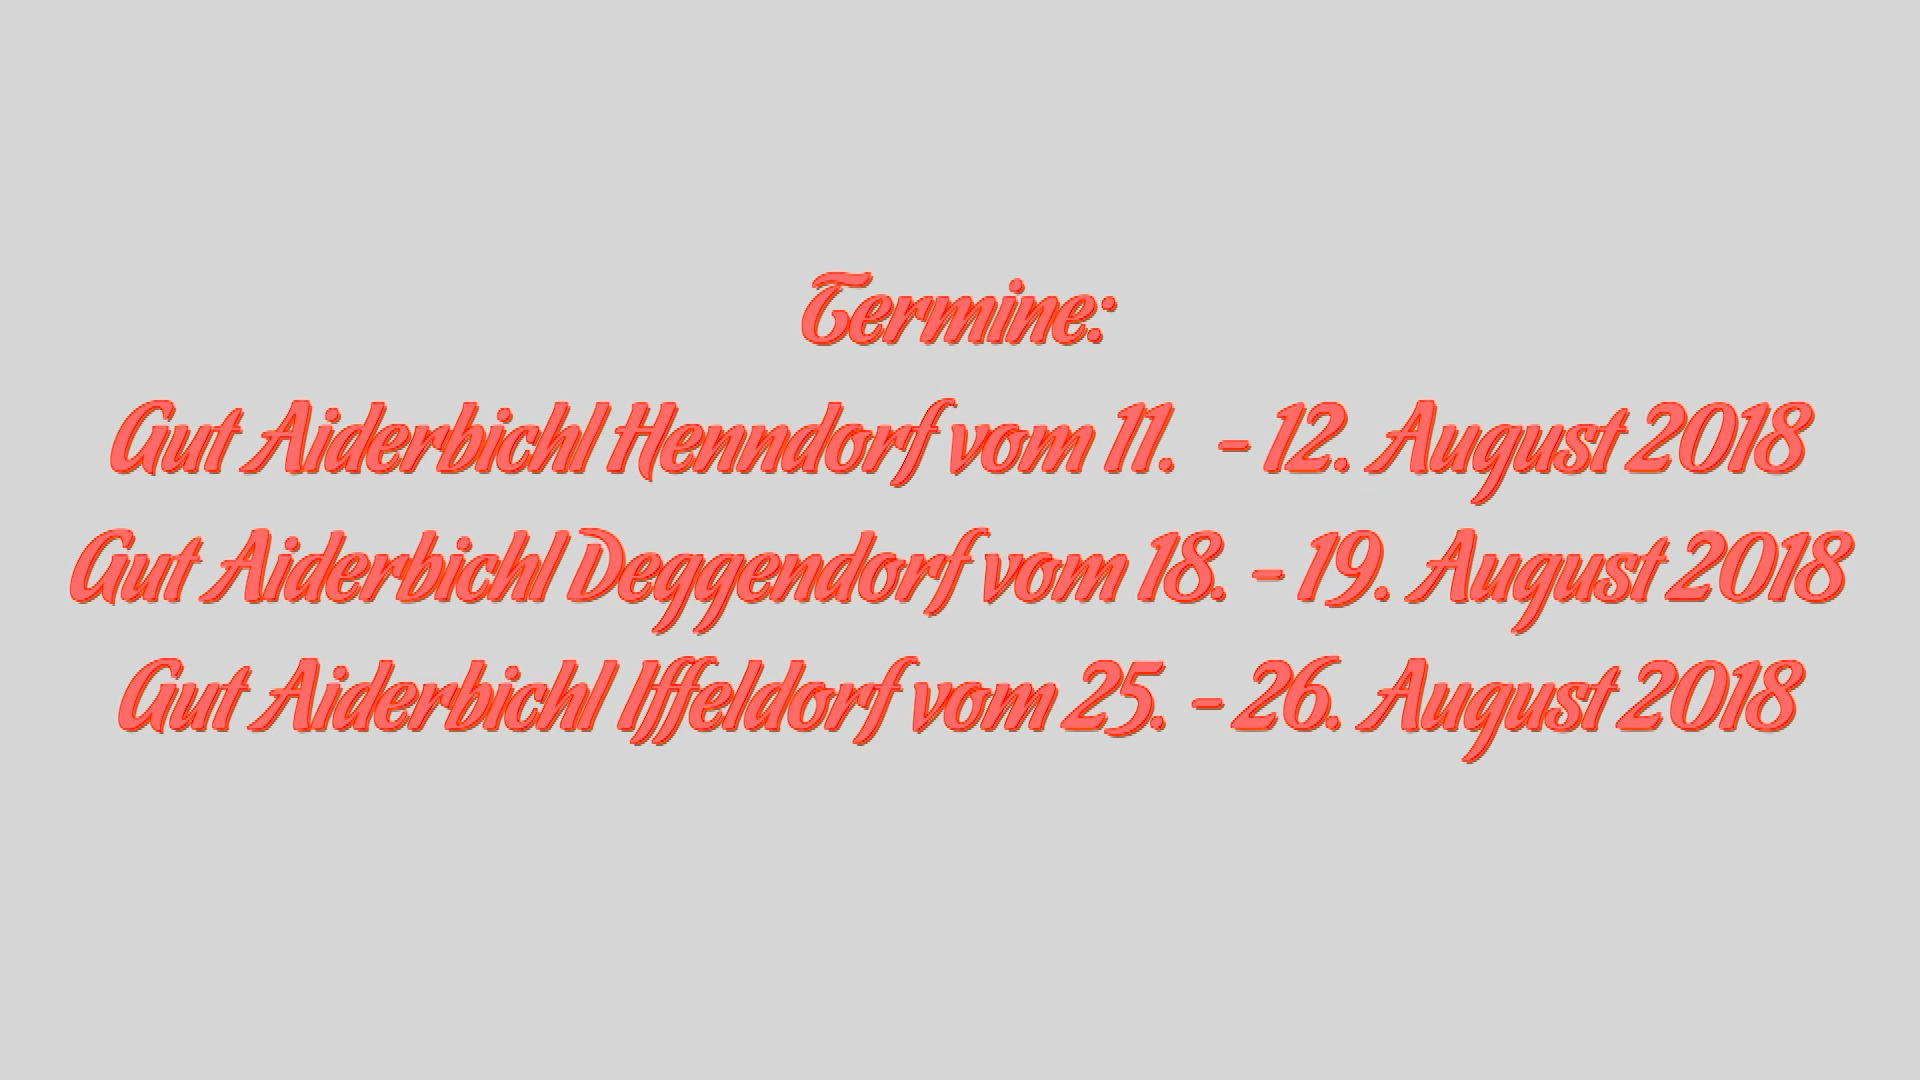 Termine:
Gut Aiderbichl Henndorf vom 11.  - 12. August 2018
Gut Aiderbichl Deggendorf vom 18. - 19. August 2018
Gut Aiderbichl Iffeldorf vom 25. - 26. August 2018